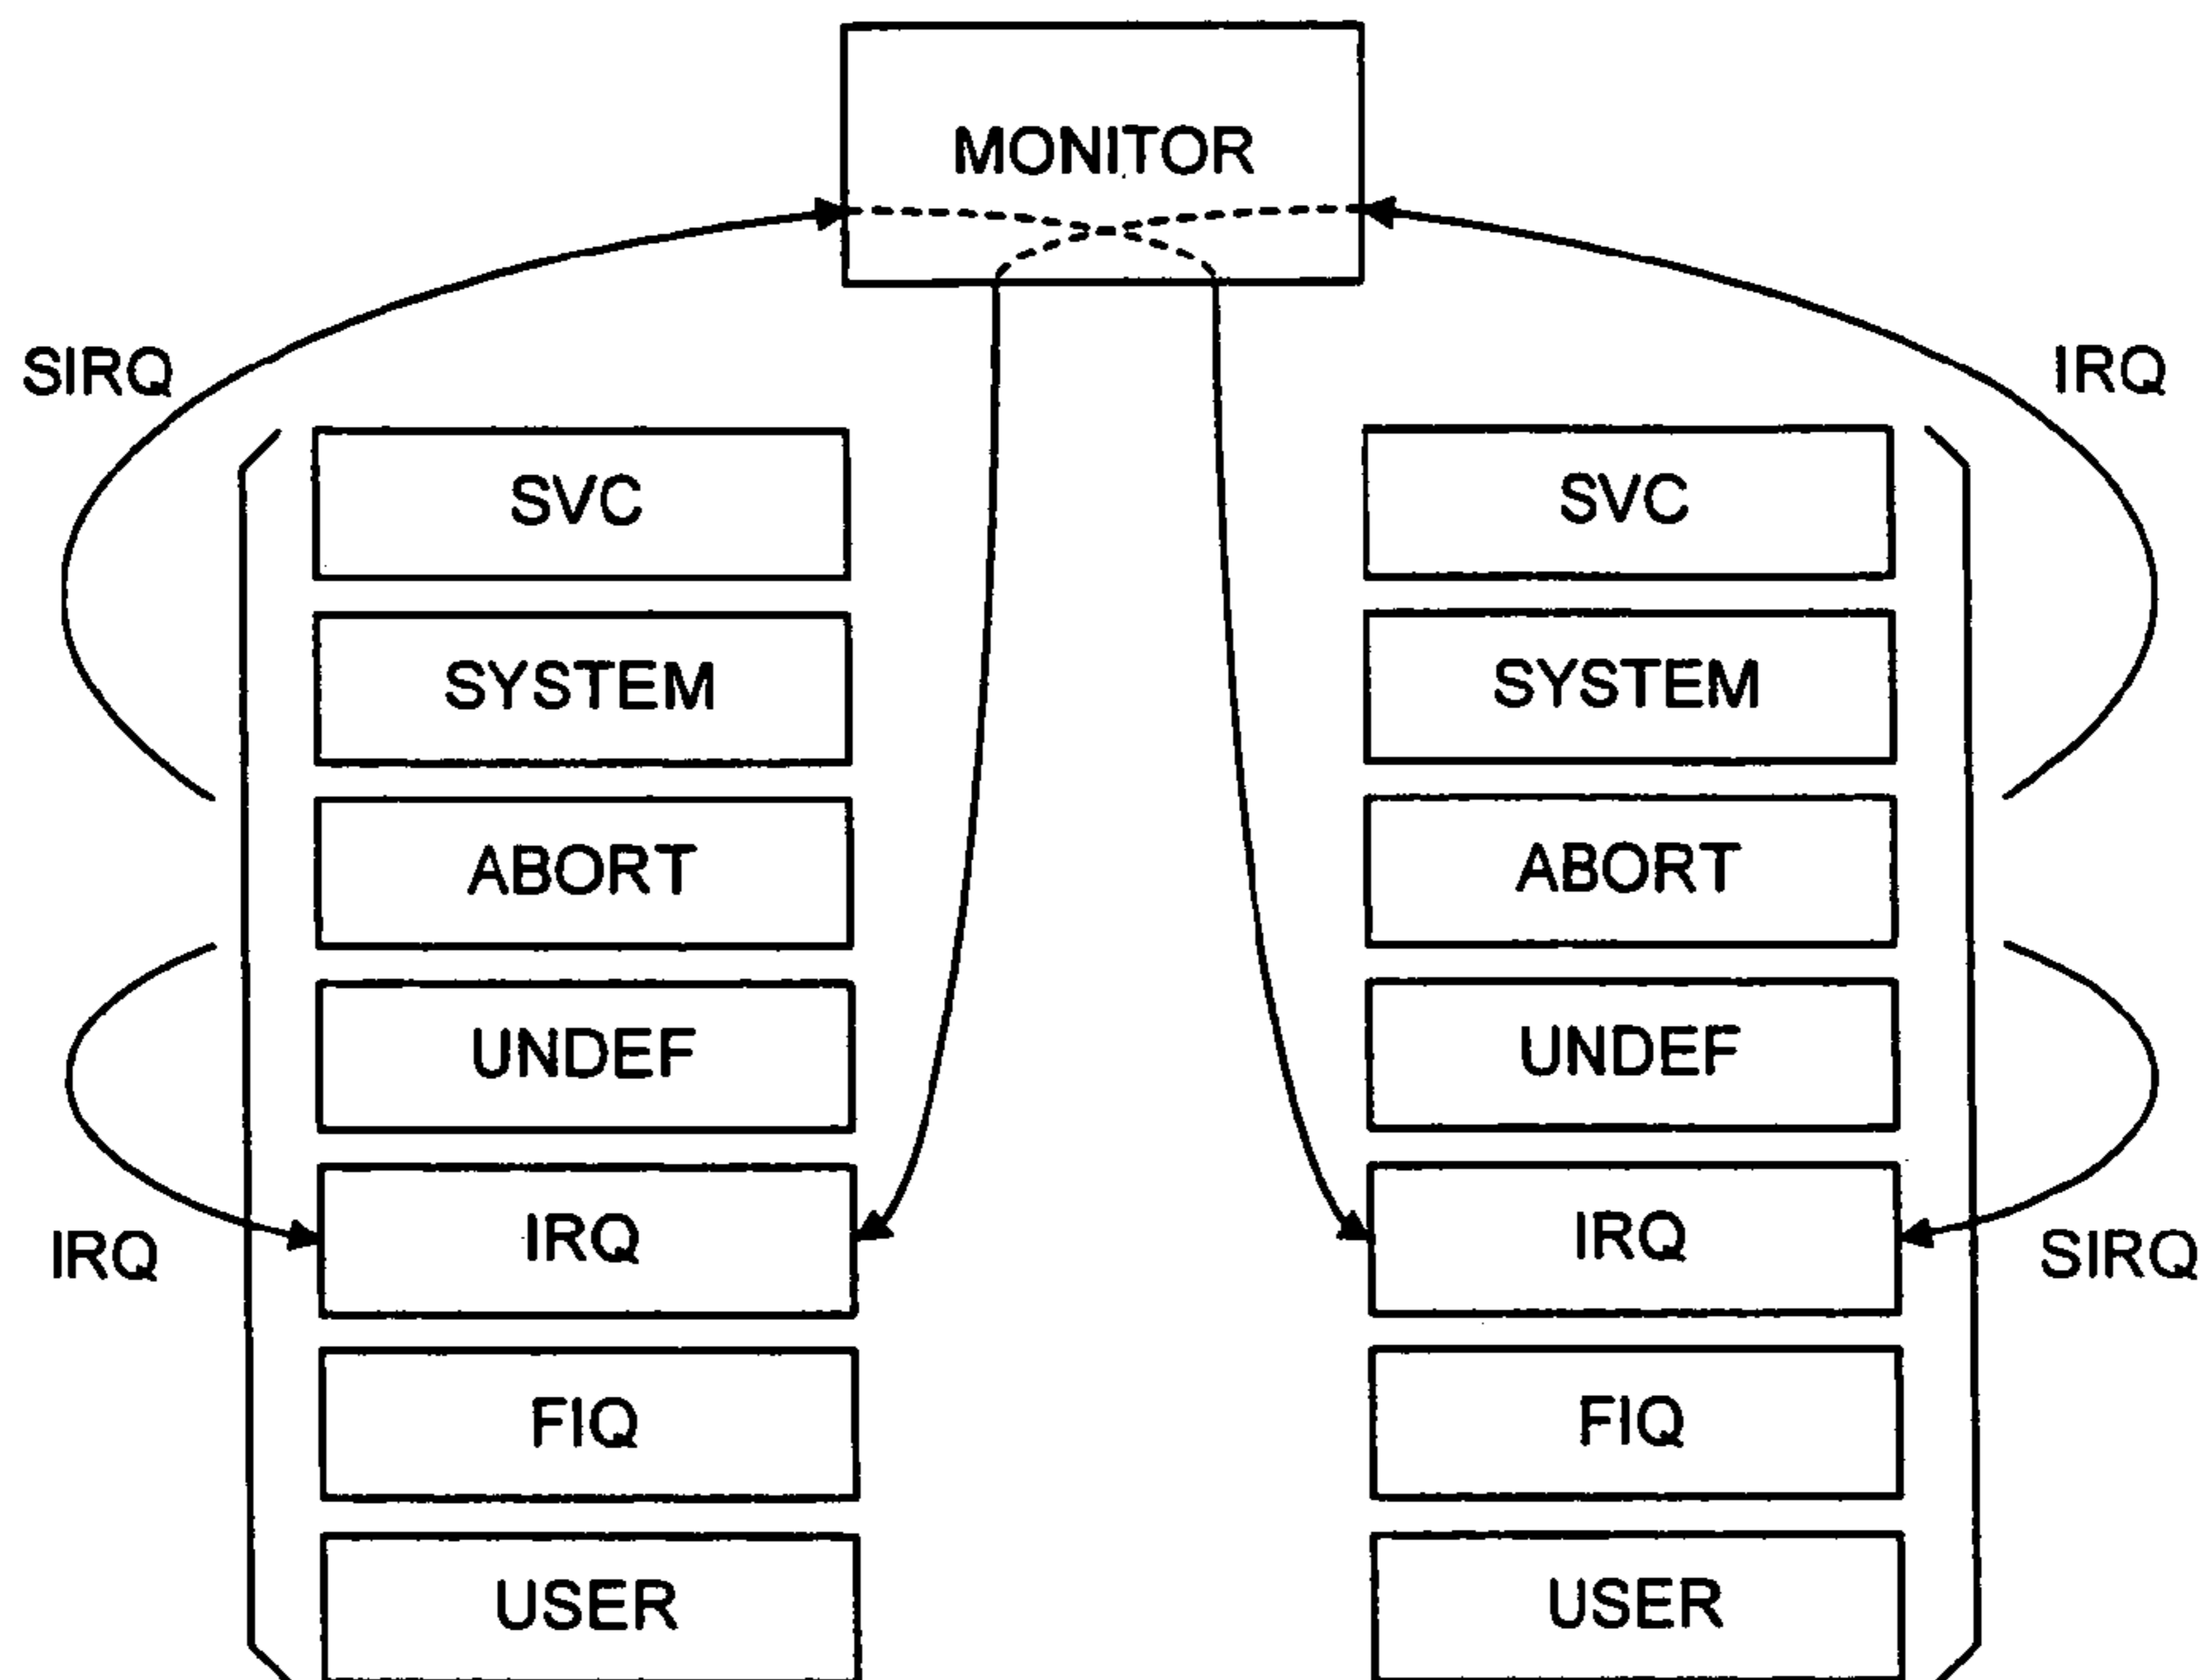 MONITOR
SIRQ
IRQ
SVC
SVC
SYSTEM
SYSTEM
ABORT
ABORT
UNDEF
UNDEF
IRQ
IRQ
IRQ
SIRQ
FIQ
FIQ
USER
USER